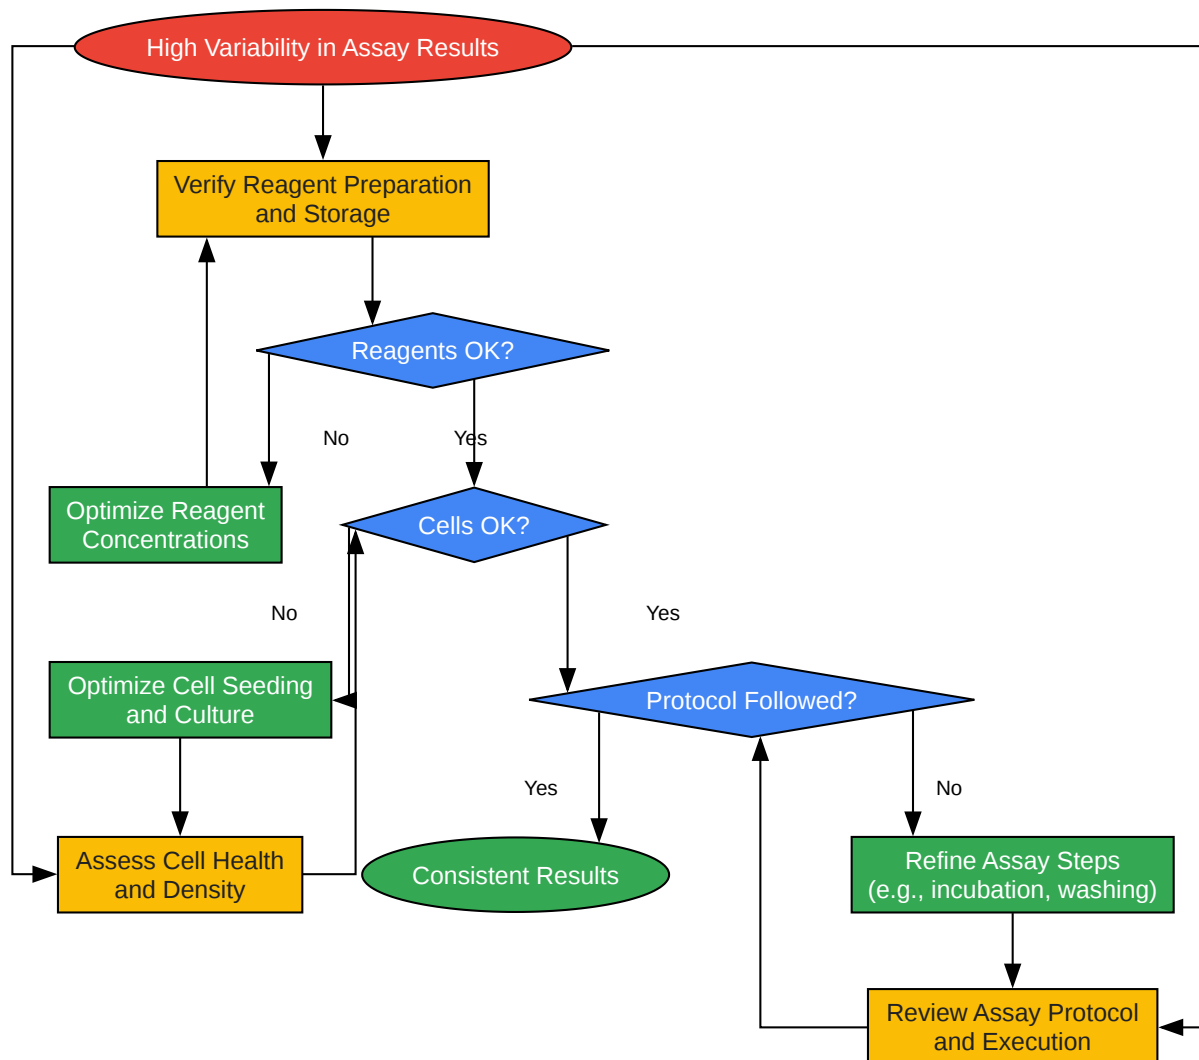 High Variability in Assay Results
Verify Reagent Preparation
and Storage
Reagents OK?
No
Yes
Optimize Reagent
Concentrations
Cells OK?
No
Yes
Optimize Cell Seeding
and Culture
Protocol Followed?
Yes
No
Assess Cell Health
and Density
Consistent Results
Refine Assay Steps
(e.g., incubation, washing)
Review Assay Protocol
and Execution